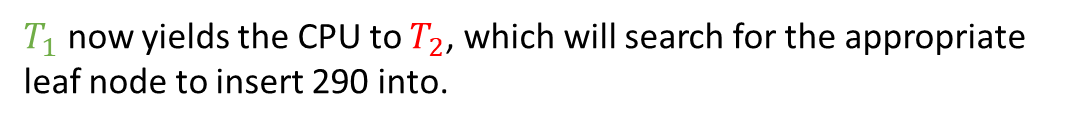 T₁ now yields the CPU to T₂, which will search for the appropriate
leaf node to insert 290 into.